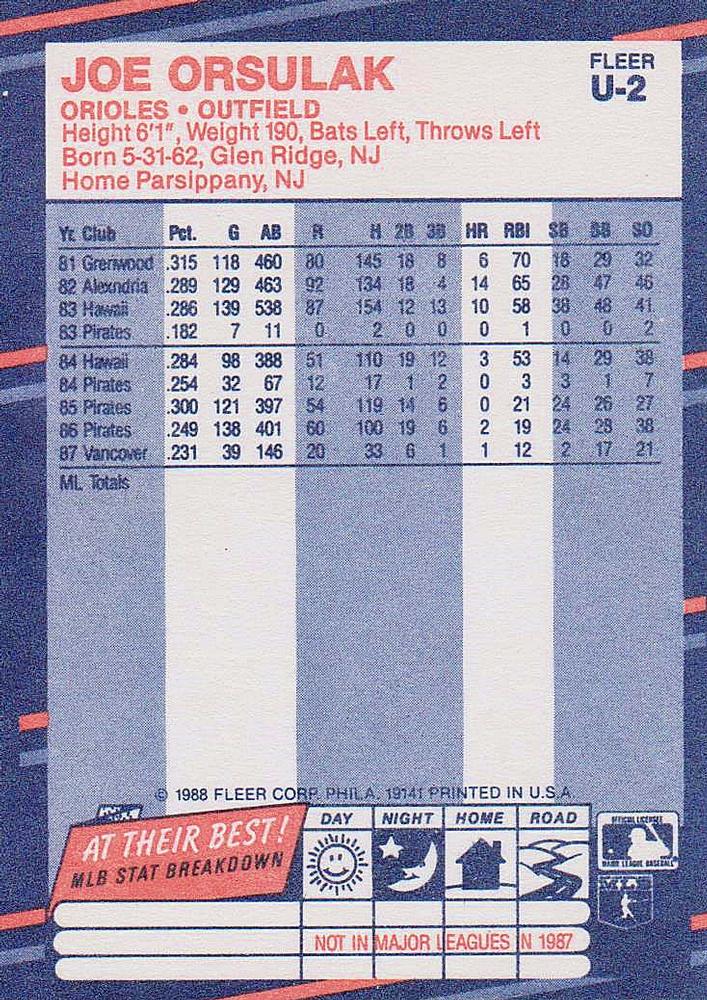 JOE ORSULAK
FLEER
U-2
ORIOLES • OUTFIELD
Height 6'1", Weight 190, Bats Left, Throws Left
Born 5-31-62, Glen Ridge, NJ
Home Parsippany, NJ
Yr. Club Pct. G AB R H 2B 3B HR RBI SB BB SO
81 Grenwood .315 118 460 80 145 18 8 6 70 18 29 32
82 Alexndria .289 129 463 92 134 18 4 14 65 28 47 46
83 Hawaii .286 139 538 87 154 12 13 10 58 38 48 41
83 Pirates .182 7 11 0 2 0 0 0 1 0 0 2
84 Hawaii .284 98 388 51 110 19 12 3 53 14 29 38
84 Pirates .254 32 67 12 17 1 2 0 3 3 1 7
85 Pirates .300 121 397 54 119 14 6 0 21 24 26 27
86 Pirates .249 138 401 60 100 19 6 2 19 24 28 38
87 Vancover .231 39 146 20 33 6 1 1 12 2 17 21
ML Totals
© 1988 FLEER CORP. PHILA. 19141 PRINTED IN U.S.A.
AT THEIR BEST!
MLB STAT BREAKDOWN
DAY NIGHT HOME ROAD
OFFICIAL LICENSEE
MAJOR LEAGUE BASEBALL
NOT IN MAJOR LEAGUES IN 1987